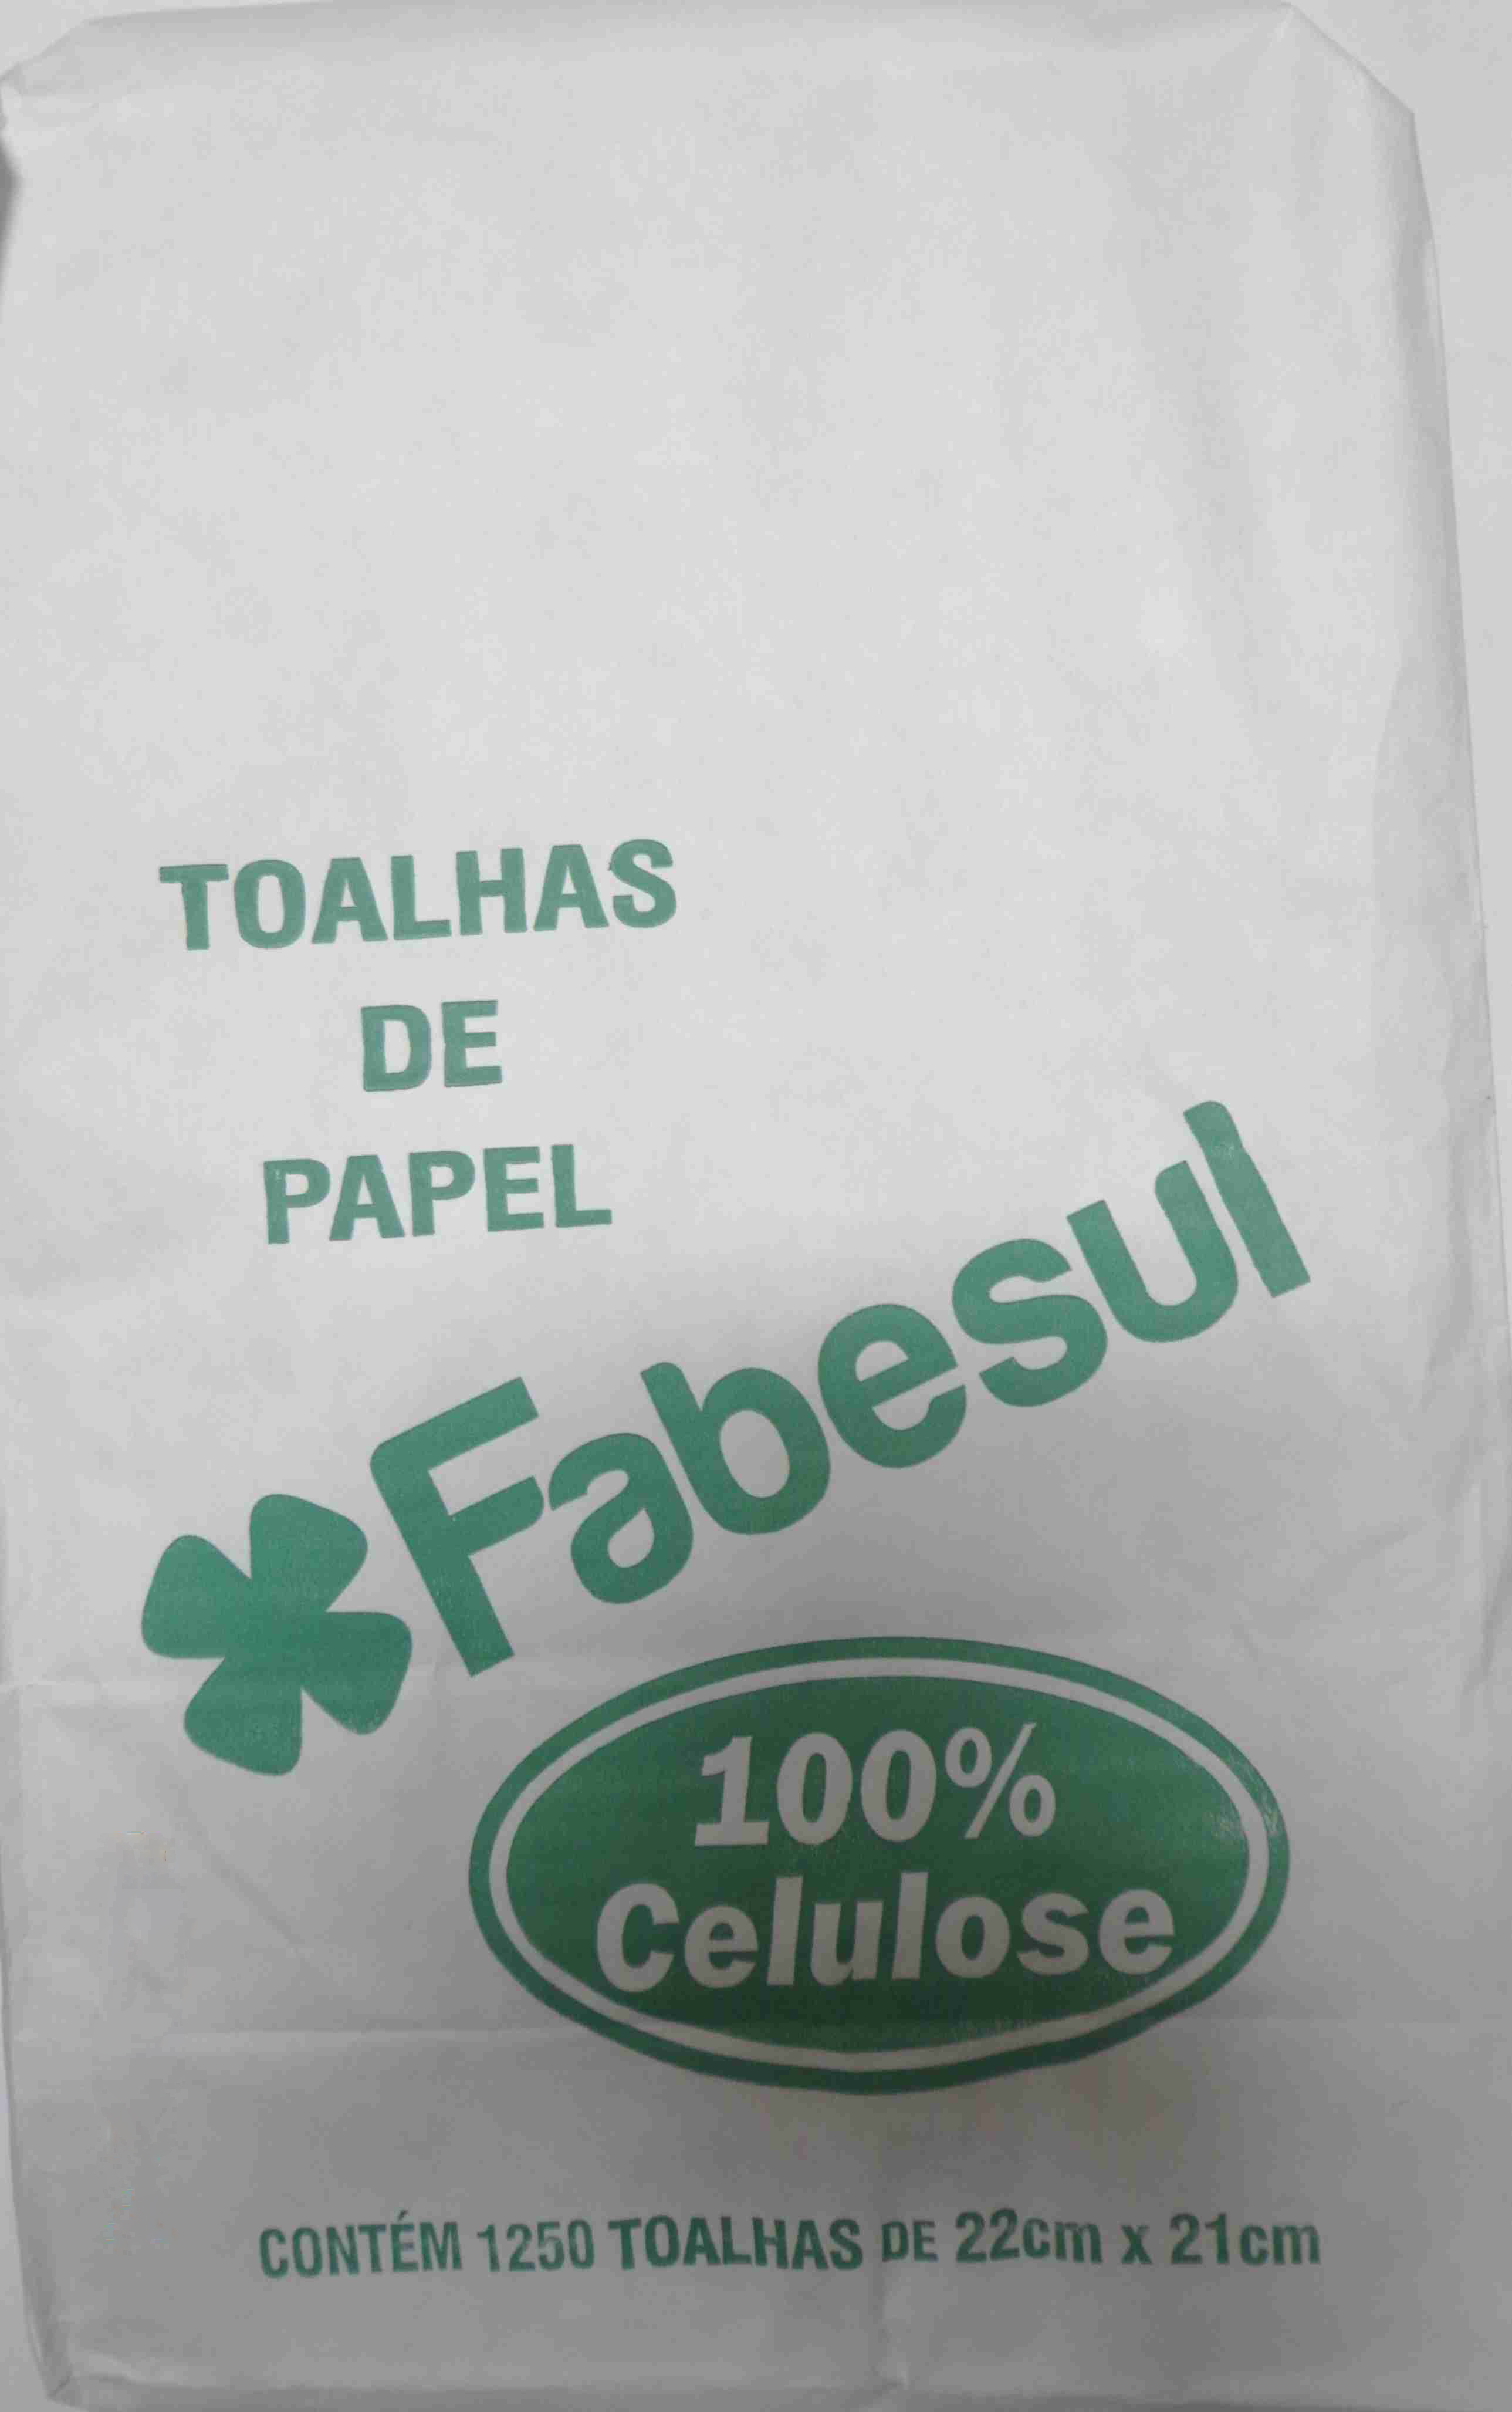 TOALHAS
DE
PAPEL
Fabesul
100%
Celulose
CONTÉM 1250 TOALHAS DE 22cm x 21cm